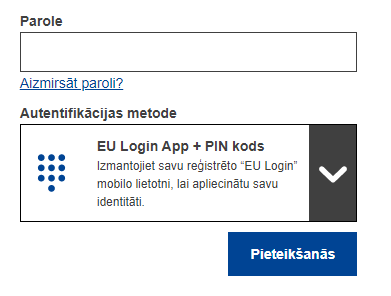 Parole
Aizmirsāt paroli?
Autentifikācijas metode
EU Login App + PIN kods
Izmantojiet savu reģistrēto “EU Login”
mobilo lietotni, lai apliecinātu savu
identitāti.
Pieteikšanās